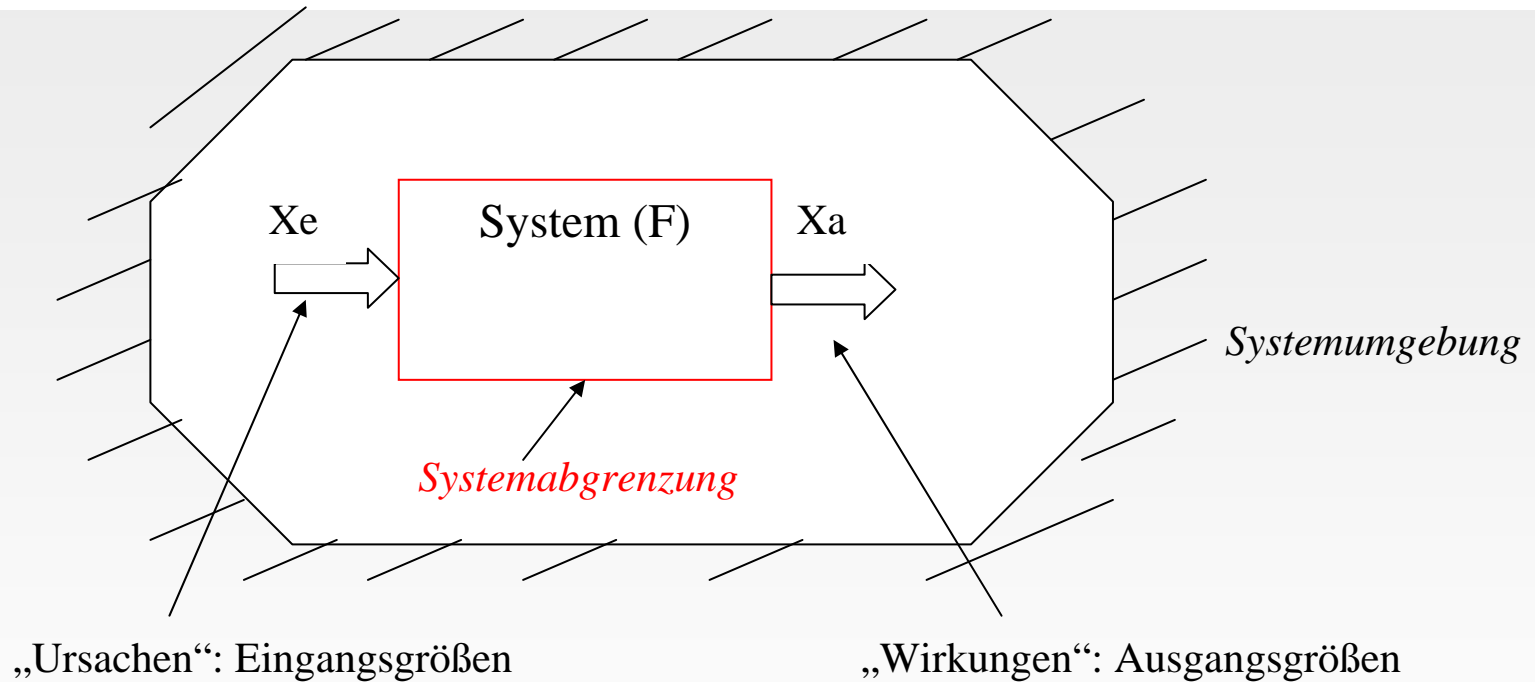 Xe
System (F)
Xa
Systemumgebung
Systemabgrenzung
„Ursachen“: Eingangsgrößen
„Wirkungen“: Ausgangsgrößen